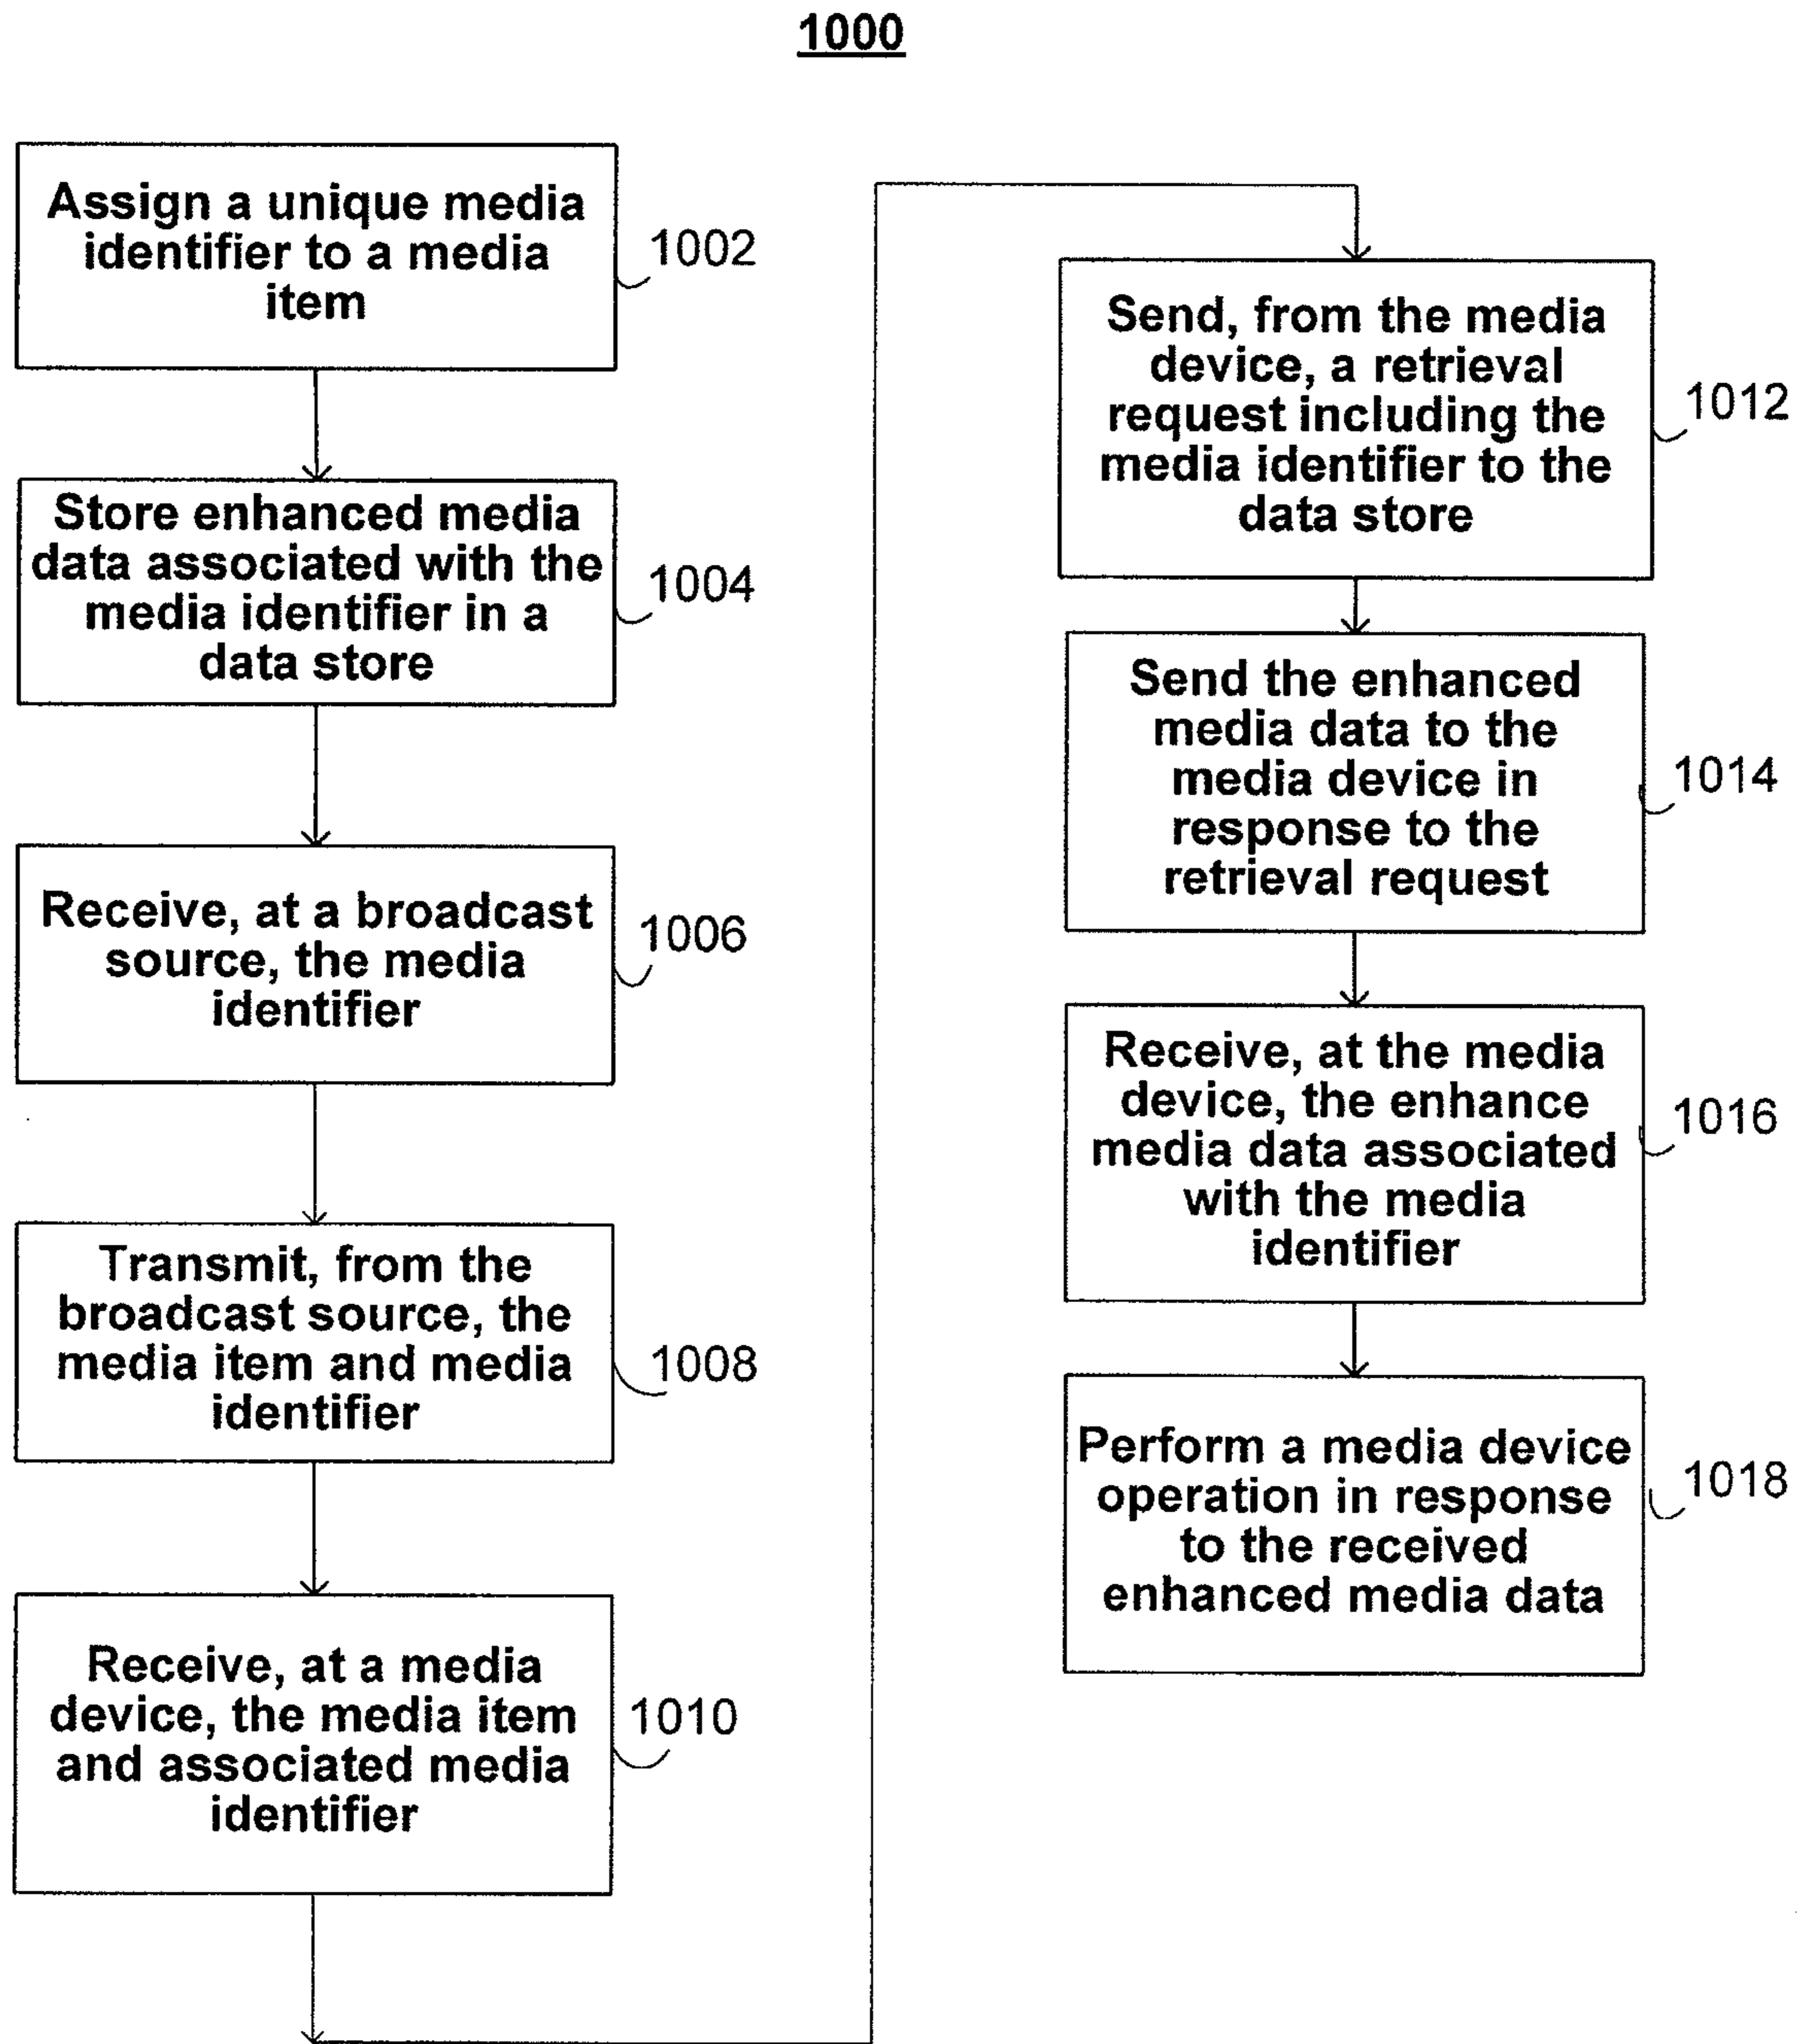 1000
Assign a unique media
identifier to a media
item
1002
Store enhanced media
data associated with the
media identifier in a
data store
1004
Receive, at a broadcast
source, the media
identifier
1006
Transmit, from the
broadcast source, the
media item and media
identifier
1008
Receive, at a media
device, the media item
and associated media
identifier
1010
Send, from the media
device, a retrieval
request including the
media identifier to the
data store
1012
Send the enhanced
media data to the
media device in
response to the
retrieval request
1014
Receive, at the media
device, the enhance
media data associated
with the media
identifier
1016
Perform a media device
operation in response
to the received
enhanced media data
1018